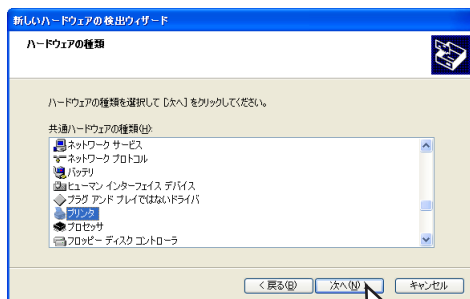 新しいハードウェアの検出ウィザード
ハードウェアの種類
ハードウェアの種類を選択して [次へ] をクリックしてください。
共通ハードウェアの種類(H):
ネットワーク サービス
ネットワーク プロトコル
バッテリ
ヒューマン インターフェイス デバイス
プラグ アンド プレイではないドライバ
プリンタ
プロセッサ
フロッピー ディスク コントローラ
< 戻る(B)
次へ(N)
キャンセル